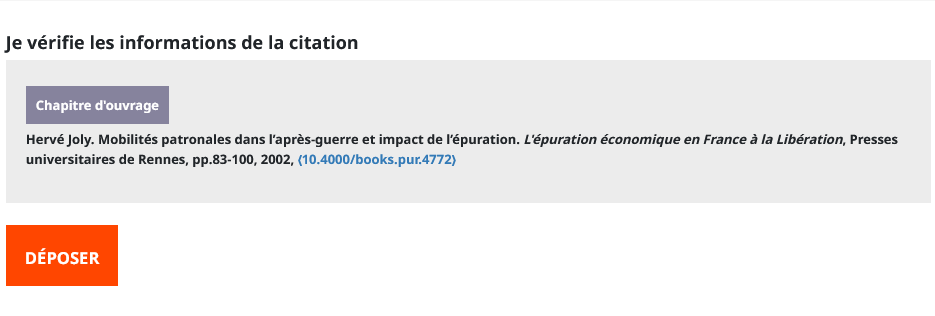 Je vérifie les informations de la citation
Chapitre d'ouvrage
Hervé Joly. Mobilités patronales dans l’après-guerre et impact de l’épuration. L’épuration économique en France à la Libération, Presses
universitaires de Rennes, pp.83-100, 2002, ⟨10.4000/books.pur.4772⟩
DÉPOSER